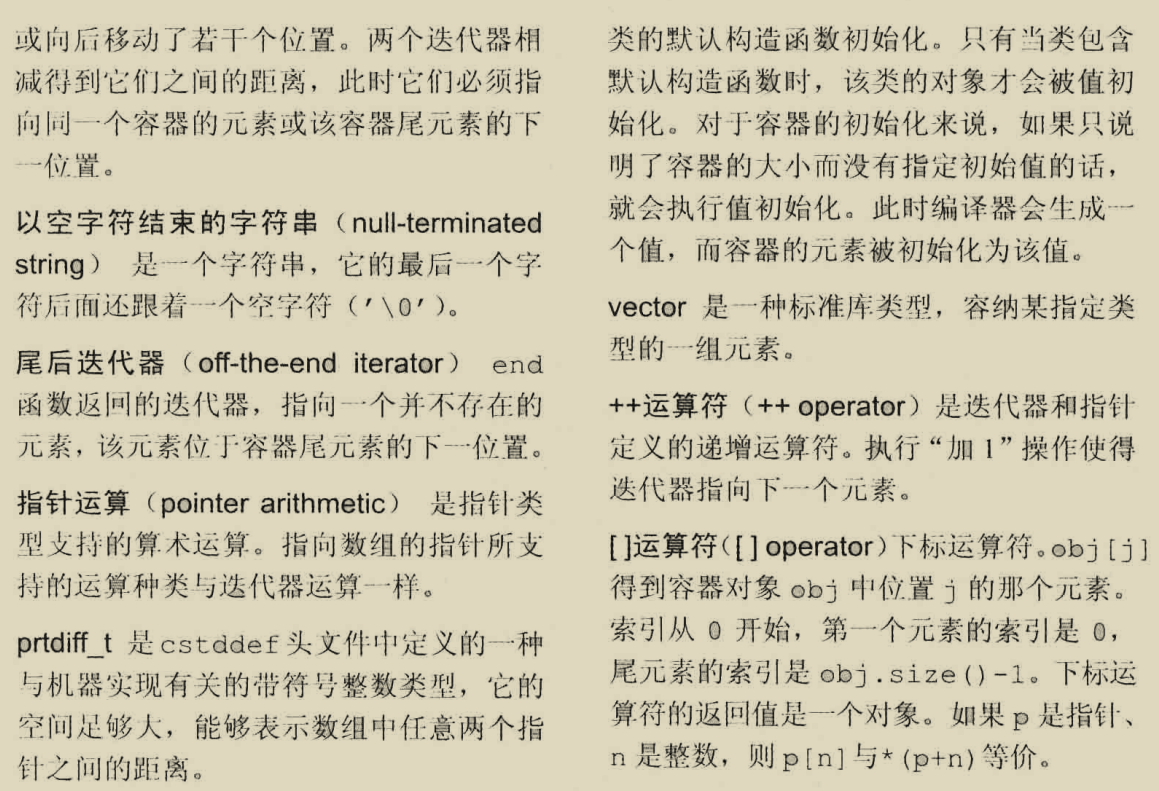 或向后移动了若干个位置。两个迭代器相
减得到它们之间的距离，此时它们必须指
向同一个容器的元素或该容器尾元素的下
一位置。
以空字符结束的字符串（null-terminated
string） 是一个字符串，它的最后一个字
符后面还跟着一个空字符（'\0'）。
尾后迭代器（off-the-end iterator） end
函数返回的迭代器，指向一个并不存在的
元素，该元素位于容器尾元素的下一位置。
指针运算（pointer arithmetic） 是指针类
型支持的算术运算。指向数组的指针所支
持的运算种类与迭代器运算一样。
prtdiff_t 是 cstddef 头文件中定义的一种
与机器实现有关的带符号整数类型，它的
空间足够大，能够表示数组中任意两个指
针之间的距离。
类的默认构造函数初始化。只有当类包含
默认构造函数时，该类的对象才会被值初
始化。对于容器的初始化来说，如果只说
明了容器的大小而没有指定初始值的话，
就会执行值初始化。此时编译器会生成一
个值，而容器的元素被初始化为该值。
vector 是一种标准库类型，容纳某指定类
型的一组元素。
++运算符（++ operator）是迭代器和指针
定义的递增运算符。执行“加 1”操作使得
迭代器指向下一个元素。
[ ]运算符（[ ] operator）下标运算符。obj[j]
得到容器对象 obj 中位置 j 的那个元素。
索引从 0 开始，第一个元素的索引是 0，
尾元素的索引是 obj.size()-1。下标运
算符的返回值是一个对象。如果 p 是指针、
n 是整数，则 p[n]与*(p+n)等价。